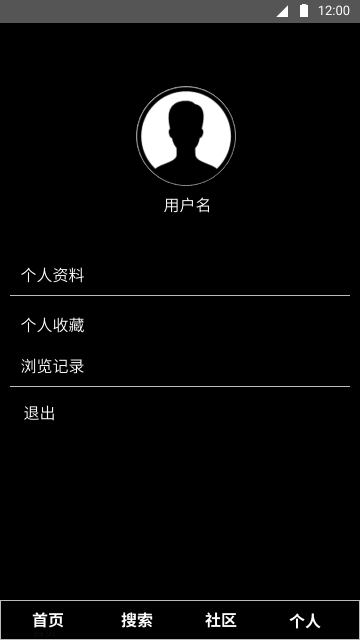 12:00
用户名
个人资料
个人收藏
浏览记录
退出
首页 搜索 社区 个人